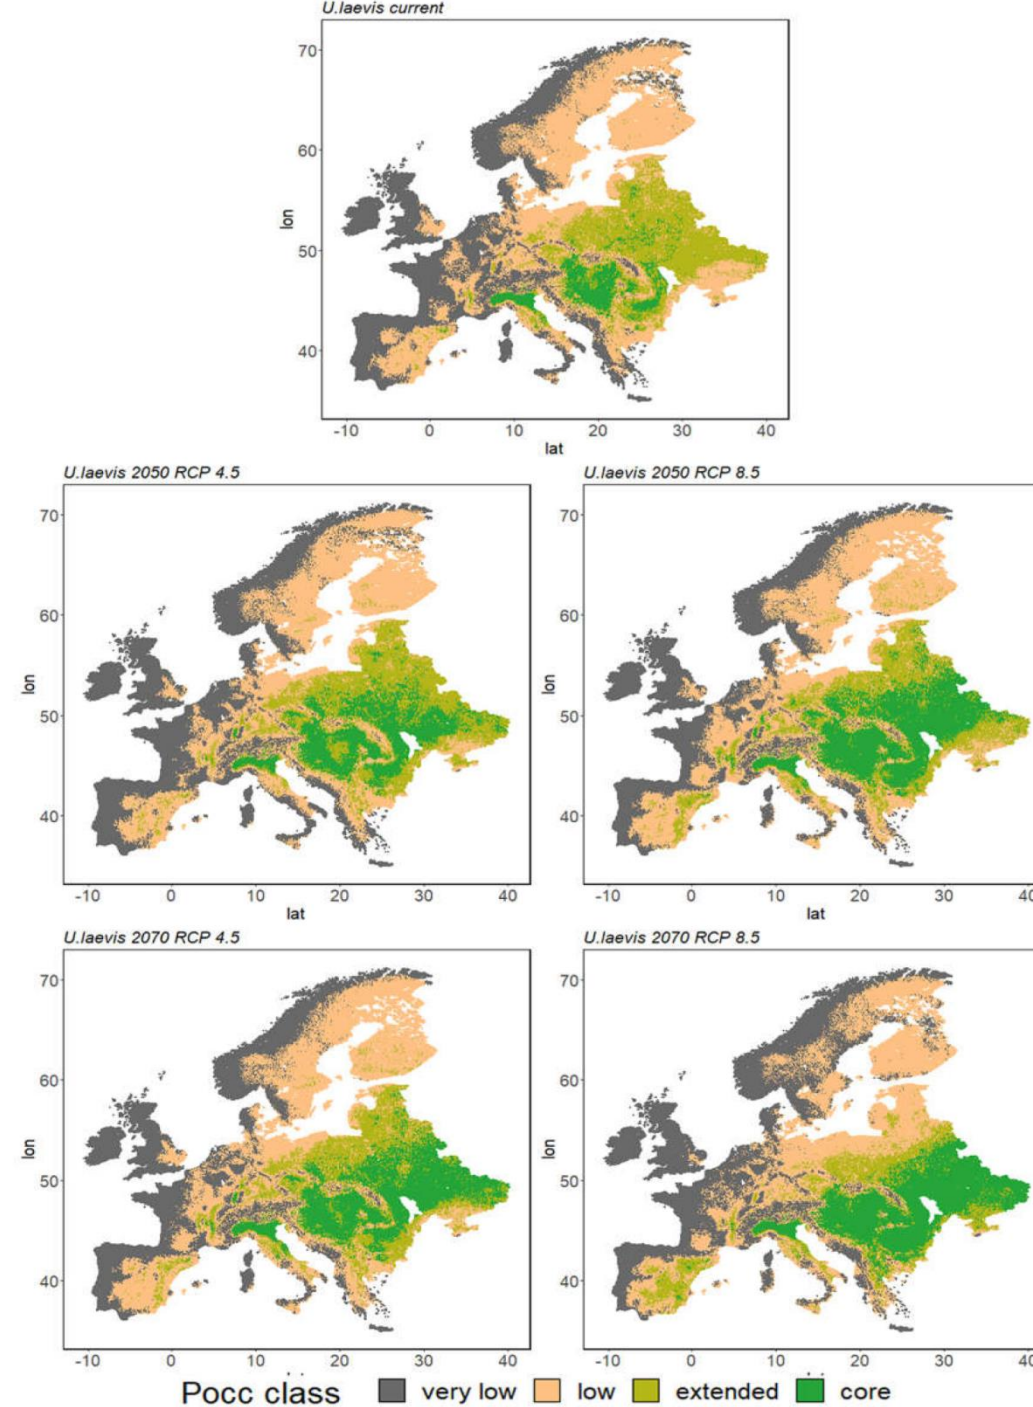 U.laevis current
70
60
50
40
lon
-10 0 10 20 30 40
lat
U.laevis 2050 RCP 4.5
70
60
50
40
lon
-10 0 10 20 30 40
lat
U.laevis 2050 RCP 8.5
70
60
50
40
lon
-10 0 10 20 30 40
lat
U.laevis 2070 RCP 4.5
70
60
50
40
lon
-10 0 10 20 30 40
U.laevis 2070 RCP 8.5
70
60
50
40
lon
-10 0 10 20 30 40
Pocc class very low low extended core